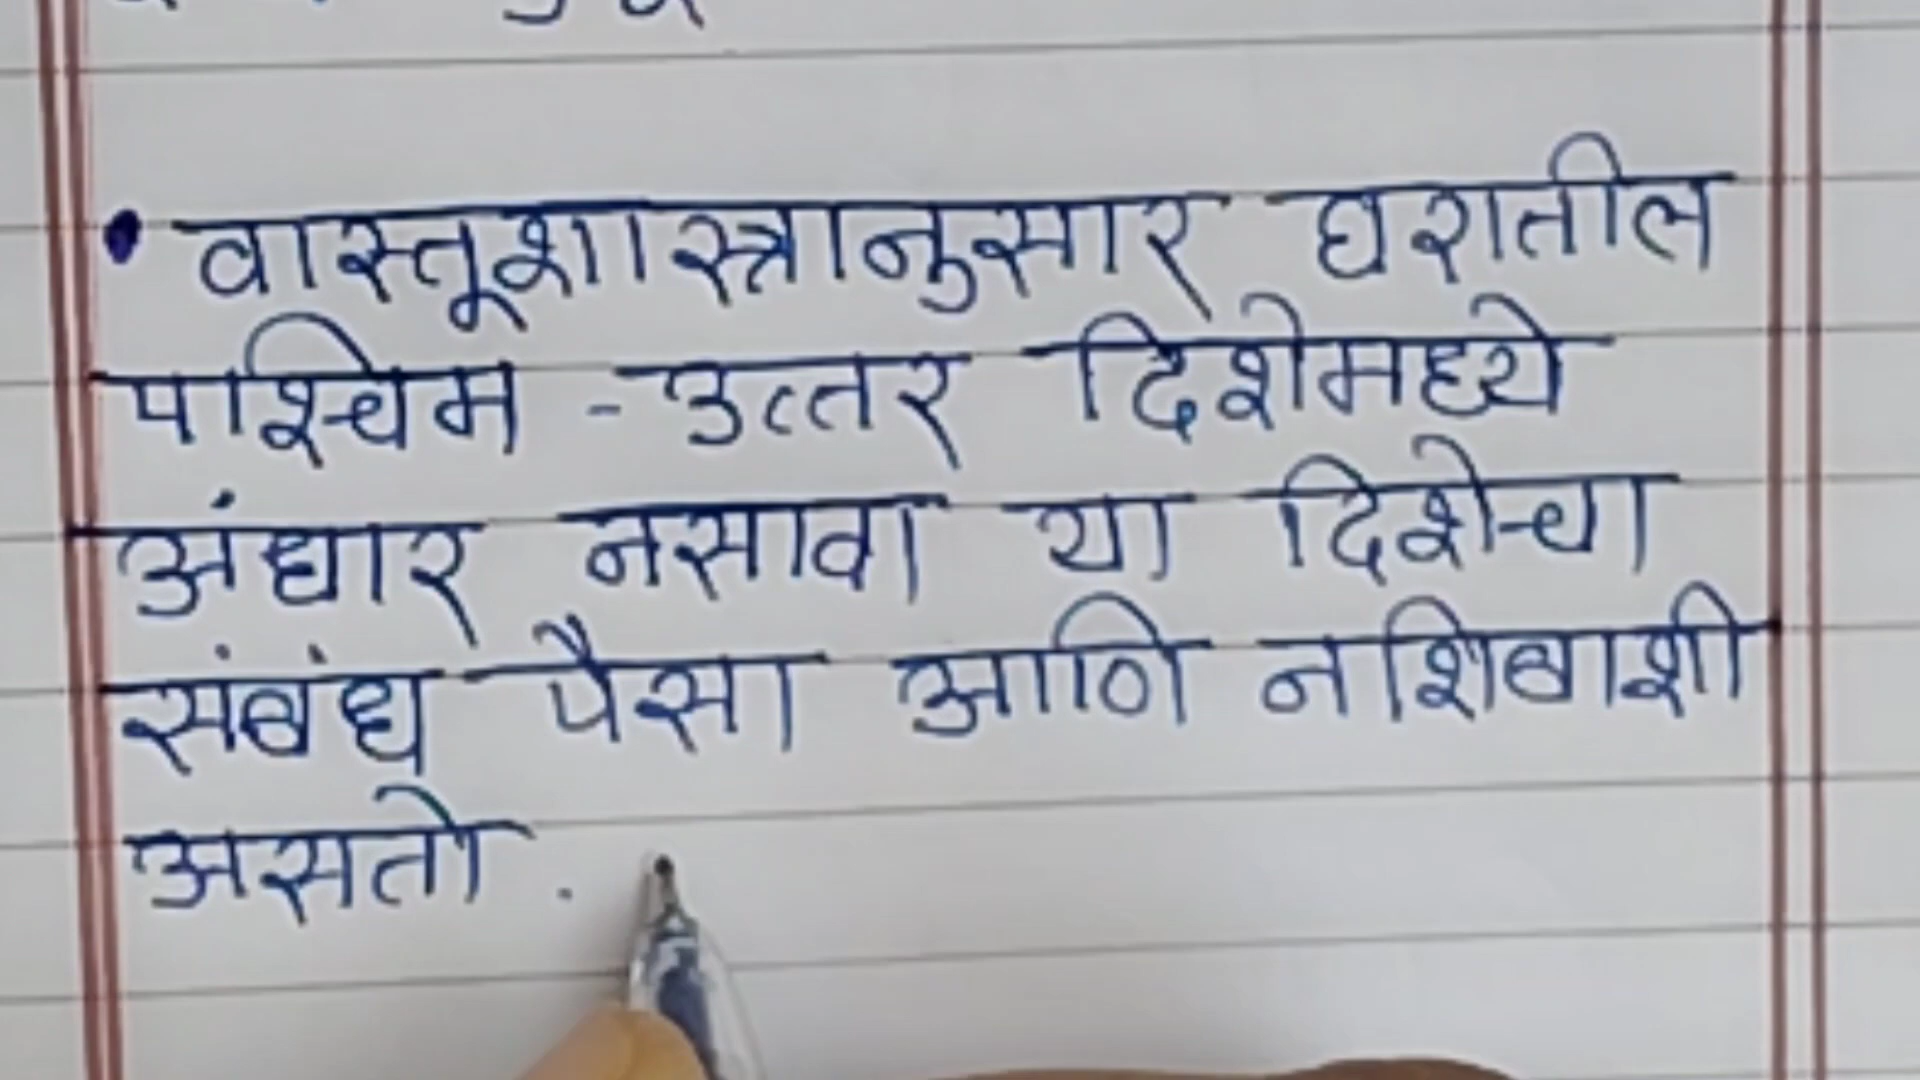 • वास्तूशास्त्रानुसार घरातील
पश्चिम - उत्तर दिशेमध्ये
अंधार नसावा या दिशेचा
संबंध पैसा आणि नशिबाशी
असतो .